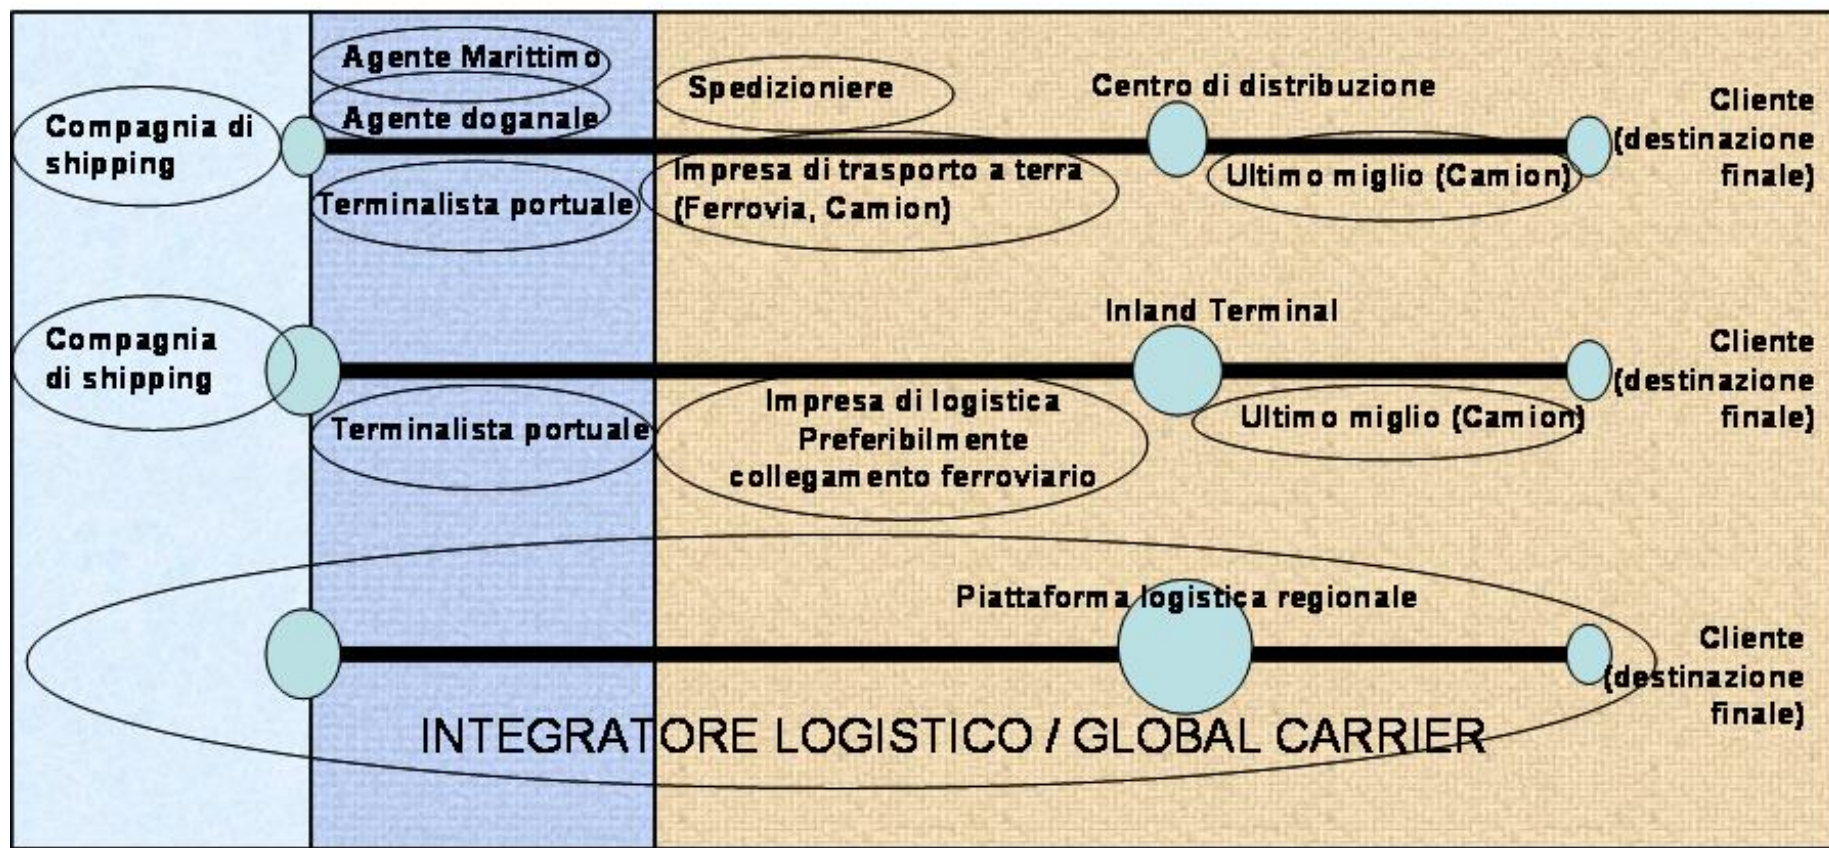 Agente Marittimo
Agente doganale
Compagnia di
shipping
Terminalista portuale
Spedizioniere
Impresa di trasporto a terra
(Ferrovia, Camion)
Centro di distribuzione
Ultimo miglio (Camion)
Cliente
(destinazione
finale)
Compagnia
di shipping
Terminalista portuale
Impresa di logistica
Preferibilmente
collegamento ferroviario
Inland Terminal
Ultimo miglio (Camion)
Cliente
(destinazione
finale)
Piattaforma logistica regionale
Cliente
(destinazione
finale)
INTEGRATORE LOGISTICO / GLOBAL CARRIER